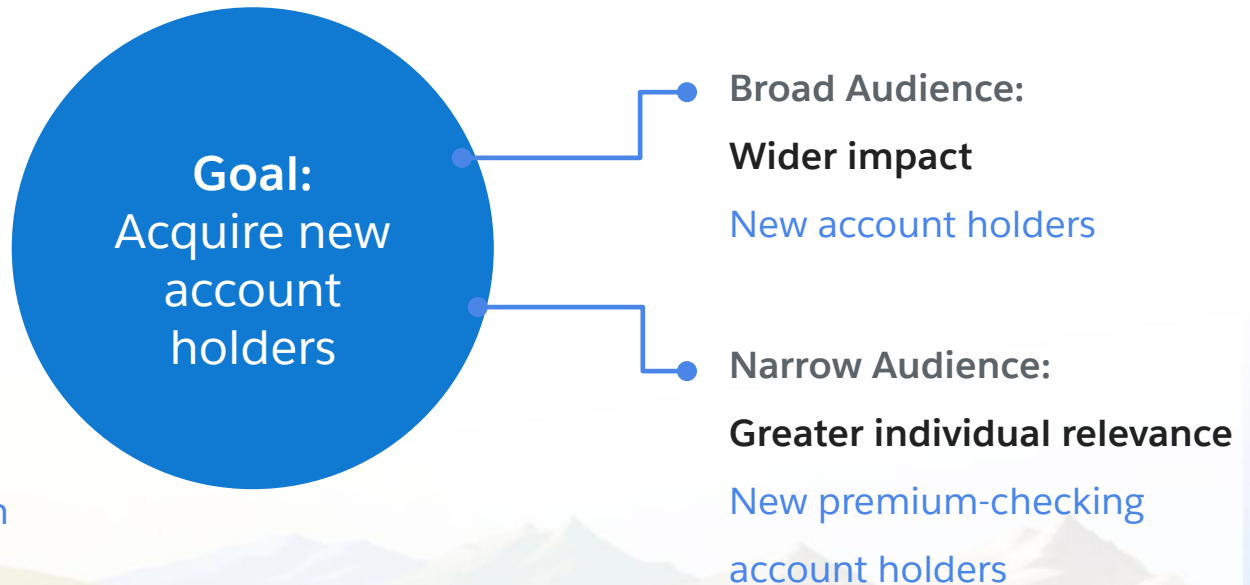 Goal:
Acquire new
account
holders
Broad Audience:
Wider impact
New account holders
Narrow Audience:
Greater individual relevance
New premium-checking
account holders